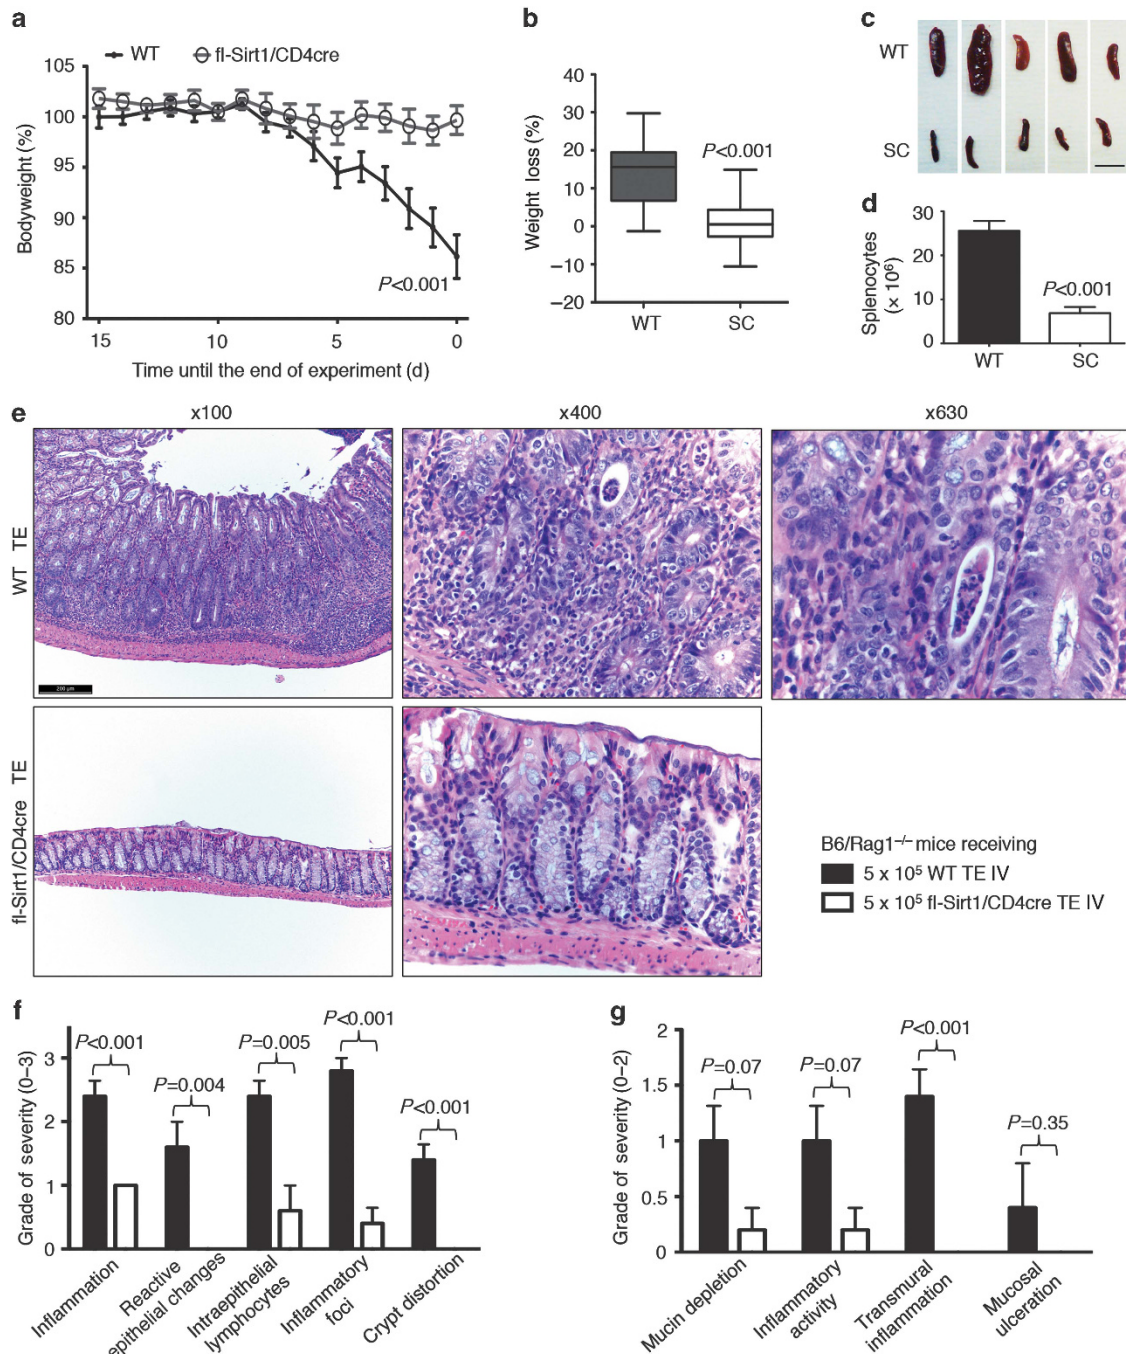 a
WT
fl-Sirt1/CD4cre
Bodyweight (%)
105
100
95
90
85
80
P<0.001
15
10
5
0
Time until the end of experiment (d)
b
Weight loss (%)
40
30
20
10
0
–10
–20
P<0.001
WT
SC
c
WT
SC
d
Splenocytes
(× 10⁶)
30
20
10
0
P<0.001
WT
SC
e
x100
x400
x630
WT TE
200 µm
fl-Sirt1/CD4cre TE
B6/Rag1⁻/⁻ mice receiving
5 x 10⁵ WT TE IV
5 x 10⁵ fl-Sirt1/CD4cre TE IV
f
Grade of severity (0–3)
3
2
1
0
P<0.001
P=0.004
P=0.005
P<0.001
P<0.001
Inflammation
Reactive
epithelial changes
Intraepithelial
lymphocytes
Inflammatory
foci
Crypt distortion
g
Grade of severity (0–2)
2
1.5
1
0.5
0
P=0.07
P=0.07
P<0.001
P=0.35
Mucin depletion
Inflammatory
activity
Transmural
inflammation
Mucosal
ulceration